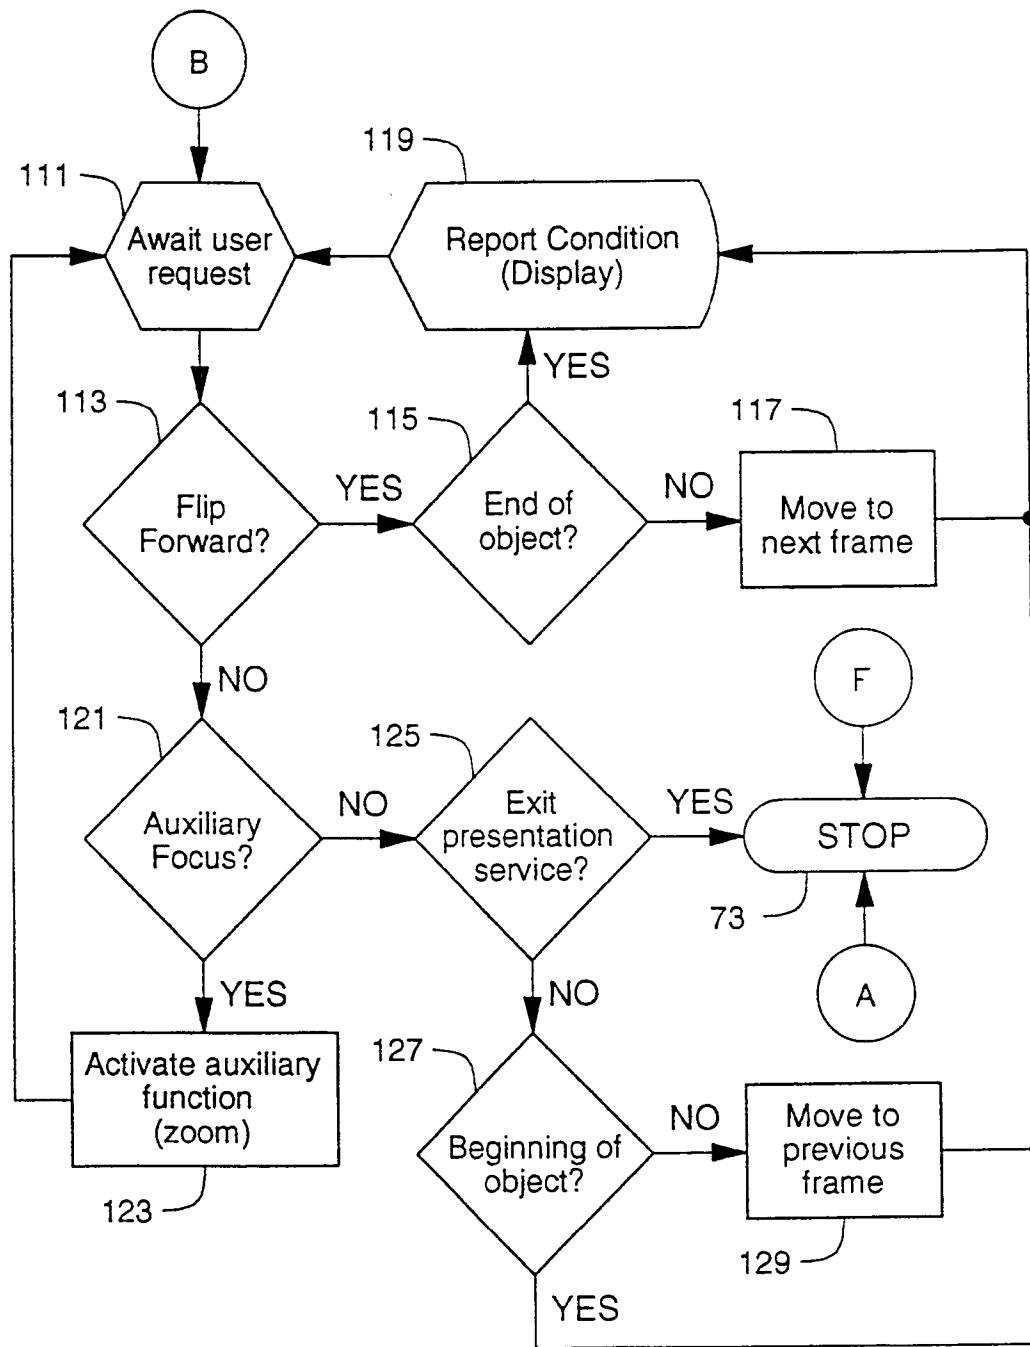 B
111
Await user
request
119
Report Condition
(Display)
YES
113
Flip
Forward?
YES
115
End of
object?
NO
117
Move to
next frame
NO
121
Auxiliary
Focus?
NO
125
Exit
presentation
service?
YES
F
STOP
73
A
YES
Activate auxiliary
function
(zoom)
123
NO
127
Beginning of
object?
NO
Move to
previous
frame
129
YES